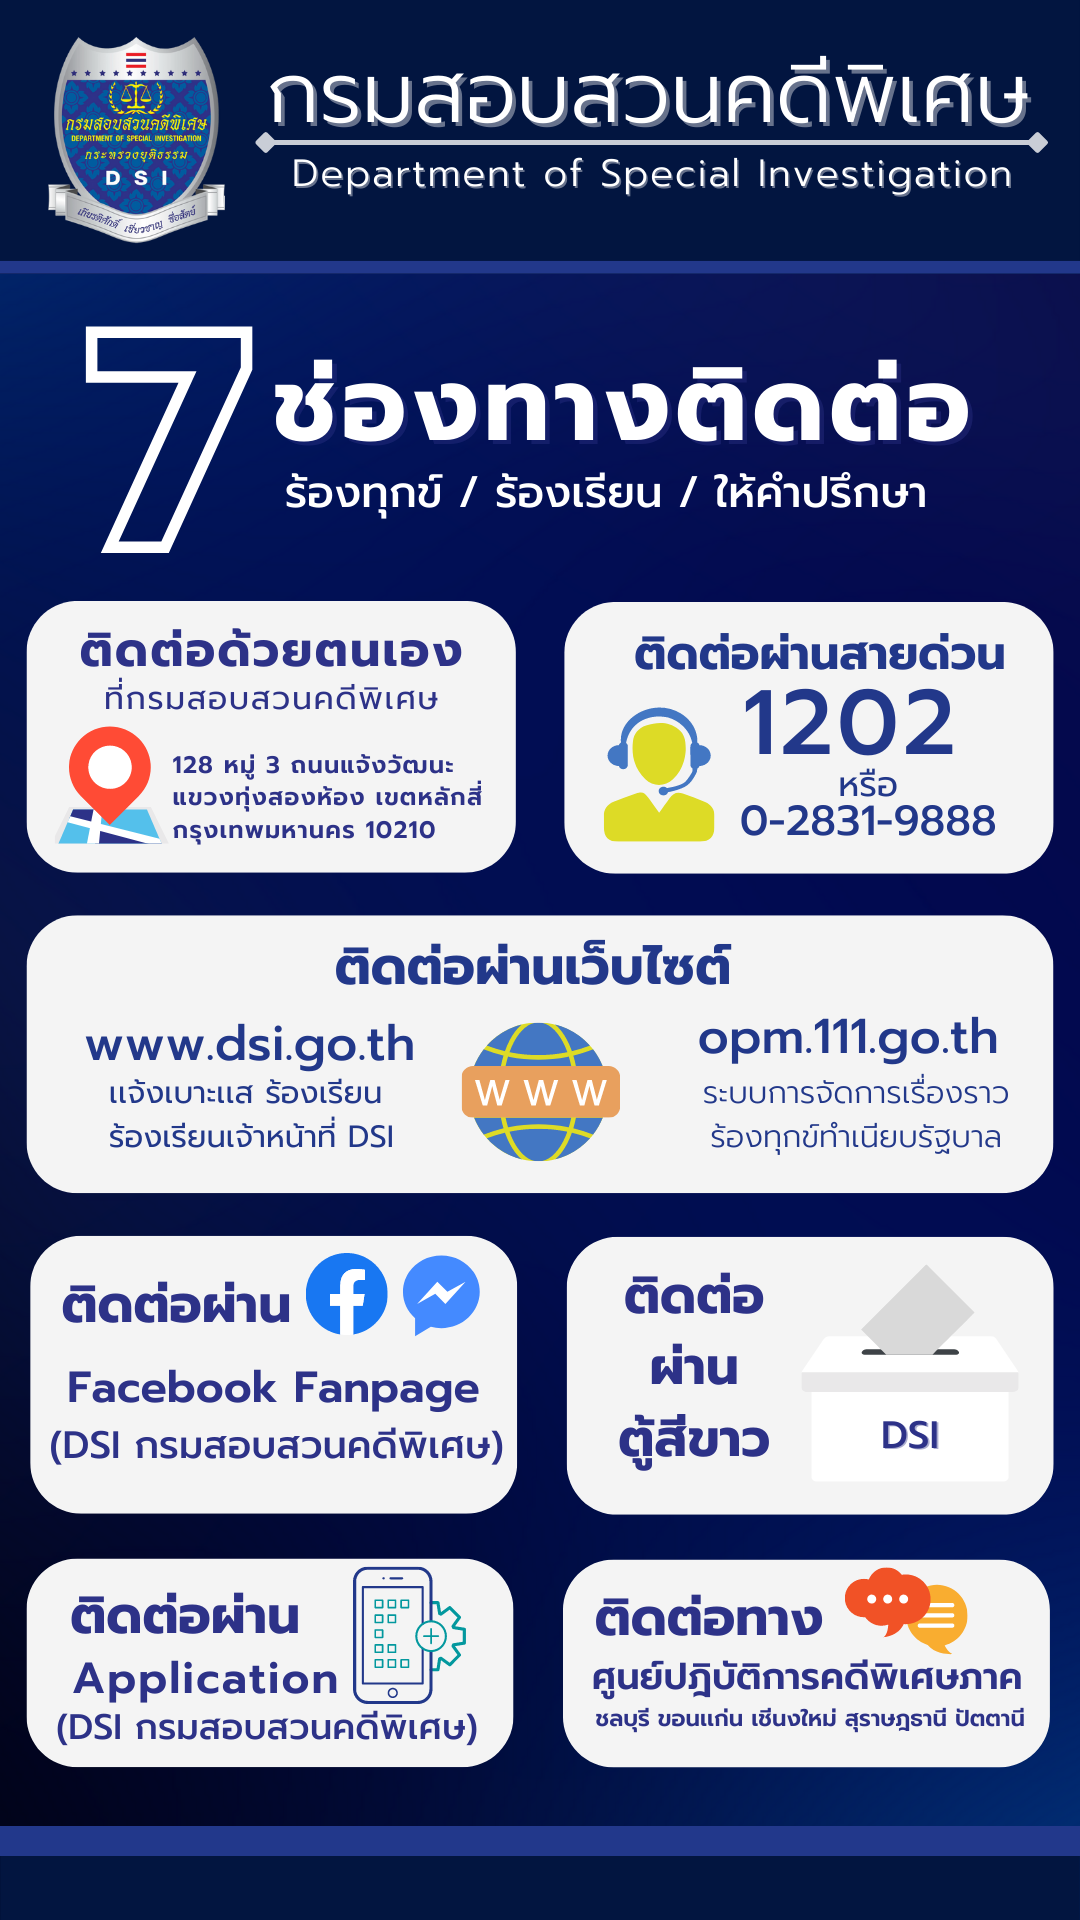 กรมสอบสวนคดีพิเศษ
DEPARTMENT OF SPECIAL INVESTIGATION
กระทรวงยุติธรรม
D S I
เกียรติศักดิ์ เชี่ยวชาญ ซื่อสัตย์
กรมสอบสวนคดีพิเศษ
Department of Special Investigation
7 ช่องทางติดต่อ
ร้องทุกข์ / ร้องเรียน / ให้คำปรึกษา
ติดต่อด้วยตนเอง
ที่กรมสอบสวนคดีพิเศษ
128 หมู่ 3 ถนนแจ้งวัฒนะ
แขวงทุ่งสองห้อง เขตหลักสี่
กรุงเทพมหานคร 10210
ติดต่อผ่านสายด่วน
1202
หรือ
0-2831-9888
ติดต่อผ่านเว็บไซต์
www.dsi.go.th
แจ้งเบาะแส ร้องเรียน
ร้องเรียนเจ้าหน้าที่ DSI
W W W
opm.111.go.th
ระบบการจัดการเรื่องราว
ร้องทุกข์ทำเนียบรัฐบาล
ติดต่อผ่าน
Facebook Fanpage
(DSI กรมสอบสวนคดีพิเศษ)
ติดต่อ
ผ่าน
ตู้สีขาว
DSI
ติดต่อผ่าน
Application
(DSI กรมสอบสวนคดีพิเศษ)
ติดต่อทาง
ศูนย์ปฏิบัติการคดีพิเศษภาค
ชลบุรี ขอนแก่น เชีนงใหม่ สุราษฎธานี ปัตตานี